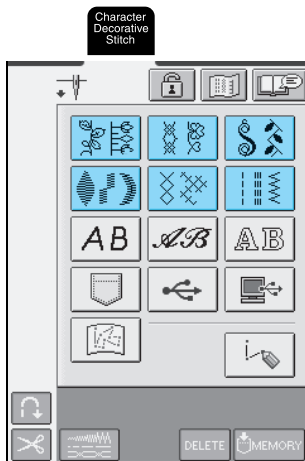 Character
Decorative
Stitch
S
AB
AB
AB
DELETE
MEMORY